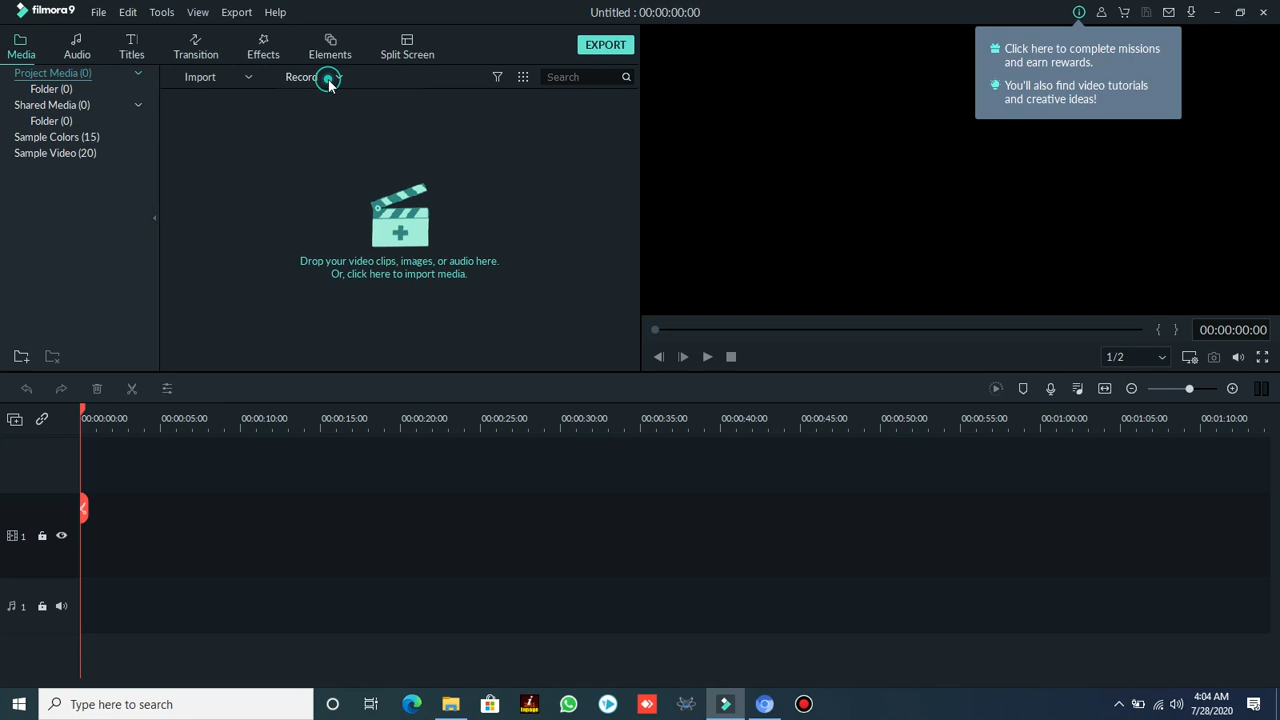 filmora9 File Edit Tools View Export Help Untitled : 00:00:00:00
Media Audio Titles Transition Effects Elements Split Screen EXPORT
Click here to complete missions
and earn rewards.
You'll also find video tutorials
and creative ideas!
Project Media (0) Import Record Search
Folder (0)
Shared Media (0)
Folder (0)
Sample Colors (15)
Sample Video (20)
Drop your video clips, images, or audio here.
Or, click here to import media.
00:00:00:00
1/2
00:00:00:00 00:00:05:00 00:00:10:00 00:00:15:00 00:00:20:00 00:00:25:00 00:00:30:00 00:00:35:00 00:00:40:00 00:00:45:00 00:00:50:00 00:00:55:00 00:01:00:00 00:01:05:00 00:01:10:00
1
1
Type here to search
4:04 AM
7/28/2020